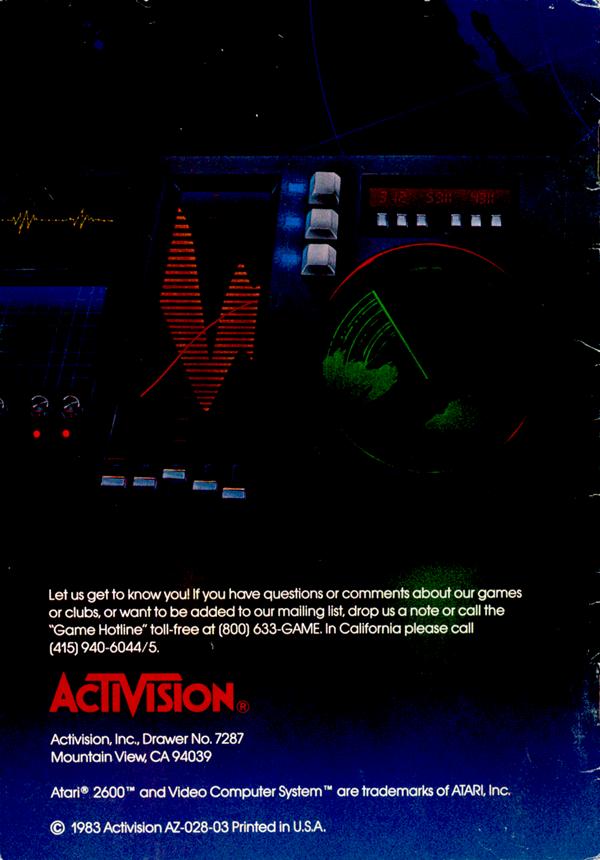 Let us get to know you! If you have questions or comments about our games
or clubs, or want to be added to our mailing list, drop us a note or call the
"Game Hotline" toll-free at (800) 633-GAME. In California please call
(415) 940-6044/5.
ACTIVISION®
Activision, Inc., Drawer No. 7287
Mountain View, CA 94039
Atari® 2600™ and Video Computer System™ are trademarks of ATARI, Inc.
© 1983 Activision AZ-028-03 Printed in U.S.A.